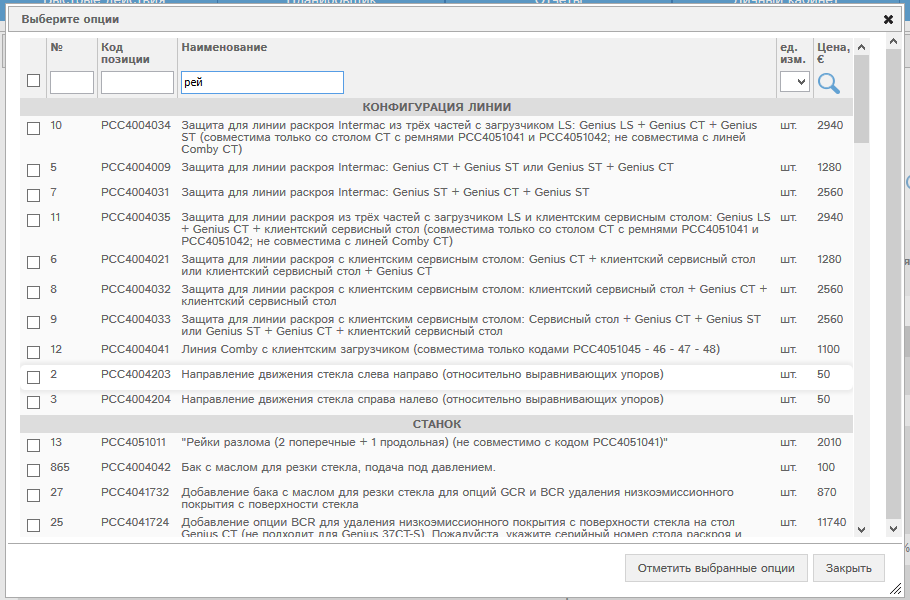 Быстрые действия Планировщик Отчеты Личный кабинет
Выберите опции
№ Код позиции Наименование ед. изм. Цена, €
рей
КОНФИГУРАЦИЯ ЛИНИИ
10 PCC4004034 Защита для линии раскроя Intermac из трёх частей с загрузчиком LS: Genius LS + Genius CT + Genius шт. 2940
ST (совместима только со столом CT с ремнями PCC4051041 и PCC4051042; не совместима с линей
Comby CT)
5 PCC4004009 Защита для линии раскроя Intermac: Genius CT + Genius ST или Genius ST + Genius CT шт. 1280
7 PCC4004031 Защита для линии раскроя Intermac: Genius ST + Genius CT + Genius ST шт. 2560
11 PCC4004035 Защита для линии раскроя из трёх частей с загрузчиком LS и клиентским сервисным столом: Genius LS шт. 2940
+ Genius CT + клиентский сервисный стол (совместима только со столом CT с ремнями PCC4051041 и
PCC4051042; не совместима с линей Comby CT)
6 PCC4004021 Защита для линии раскроя с клиентским сервисным столом: Genius CT + клиентский сервисный стол шт. 1280
или клиентский сервисный стол + Genius CT
8 PCC4004032 Защита для линии раскроя с клиентским сервисным столом: клиентский сервисный стол + Genius CT + шт. 2560
клиентский сервисный стол
9 PCC4004033 Защита для линии раскроя с клиентским сервисным столом: Сервисный стол + Genius CT + Genius ST шт. 2560
или Genius ST + Genius CT + клиентский сервисный стол
12 PCC4004041 Линия Comby с клиентским загрузчиком (совместима только кодами PCC4051045 - 46 - 47 - 48) шт. 1100
2 PCC4004203 Направление движения стекла слева направо (относительно выравнивающих упоров) шт. 50
3 PCC4004204 Направление движения стекла справа налево (относительно выравнивающих упоров) шт. 50
СТАНОК
13 PCC4051011 "Рейки разлома (2 поперечные + 1 продольная) (не совместимо с кодом PCC4051041)" шт. 2010
865 PCC4004042 Бак с маслом для резки стекла, подача под давлением. шт. 100
27 PCC4041732 Добавление бака с маслом для резки стекла для опций GCR и BCR удаления низкоэмиссионного шт. 870
покрытия с поверхности стекла
25 PCC4041724 Добавление опции BCR для удаления низкоэмиссионного покрытия с поверхности стекла на стол шт. 11740
Genius CT (не подходит для Genius 37CT-S). Пожалуйста, укажите серийный номер стола раскроя и
Отметить выбранные опции Закрыть